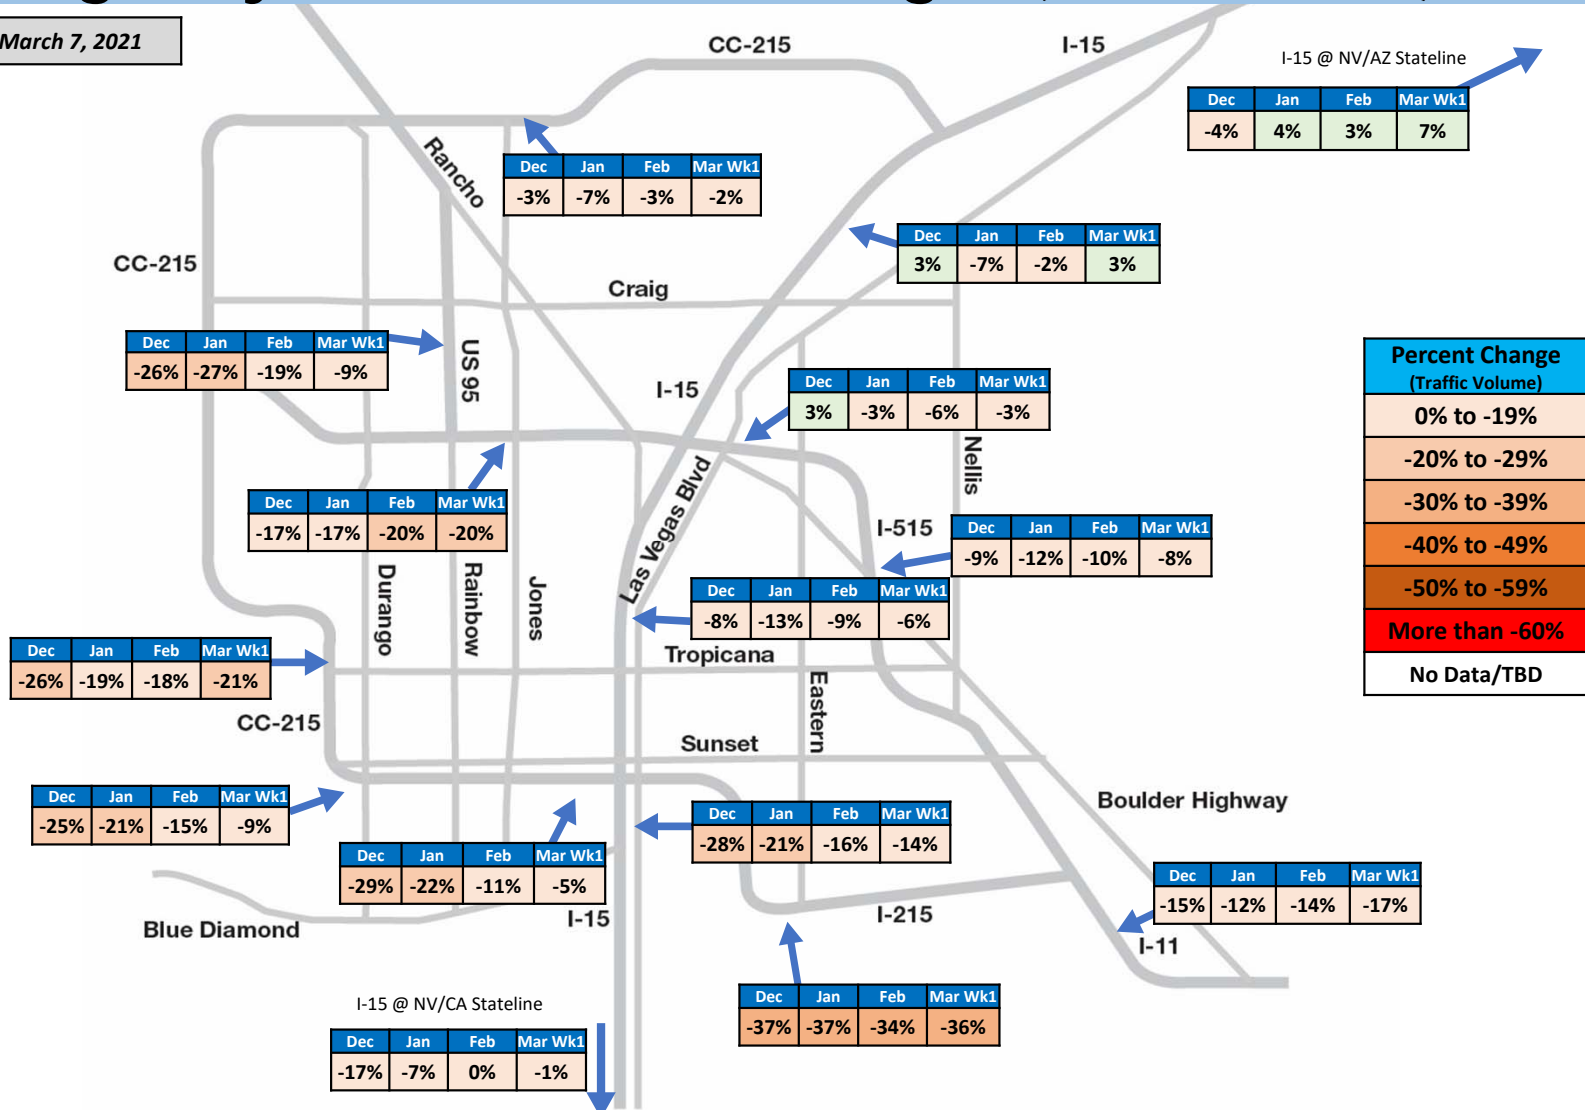 March 7, 2021
CC-215
I-15
I-15 @ NV/AZ Stateline
Dec Jan Feb Mar Wk1
-4% 4% 3% 7%
Rancho
Dec Jan Feb Mar Wk1
-3% -7% -3% -2%
Dec Jan Feb Mar Wk1
3% -7% -2% 3%
CC-215
Craig
Dec Jan Feb Mar Wk1
-26% -27% -19% -9%
US 95
I-15
Dec Jan Feb Mar Wk1
3% -3% -6% -3%
Percent Change
(Traffic Volume)
0% to -19%
-20% to -29%
-30% to -39%
-40% to -49%
-50% to -59%
More than -60%
No Data/TBD
Nellis
Las Vegas Blvd
Dec Jan Feb Mar Wk1
-17% -17% -20% -20%
I-515
Dec Jan Feb Mar Wk1
-9% -12% -10% -8%
Durango
Rainbow
Jones
Dec Jan Feb Mar Wk1
-8% -13% -9% -6%
Tropicana
Dec Jan Feb Mar Wk1
-26% -19% -18% -21%
Eastern
CC-215
Sunset
Dec Jan Feb Mar Wk1
-25% -21% -15% -9%
Boulder Highway
Dec Jan Feb Mar Wk1
-28% -21% -16% -14%
Dec Jan Feb Mar Wk1
-29% -22% -11% -5%
Dec Jan Feb Mar Wk1
-15% -12% -14% -17%
Blue Diamond
I-15
I-215
I-11
Dec Jan Feb Mar Wk1
-37% -37% -34% -36%
I-15 @ NV/CA Stateline
Dec Jan Feb Mar Wk1
-17% -7% 0% -1%